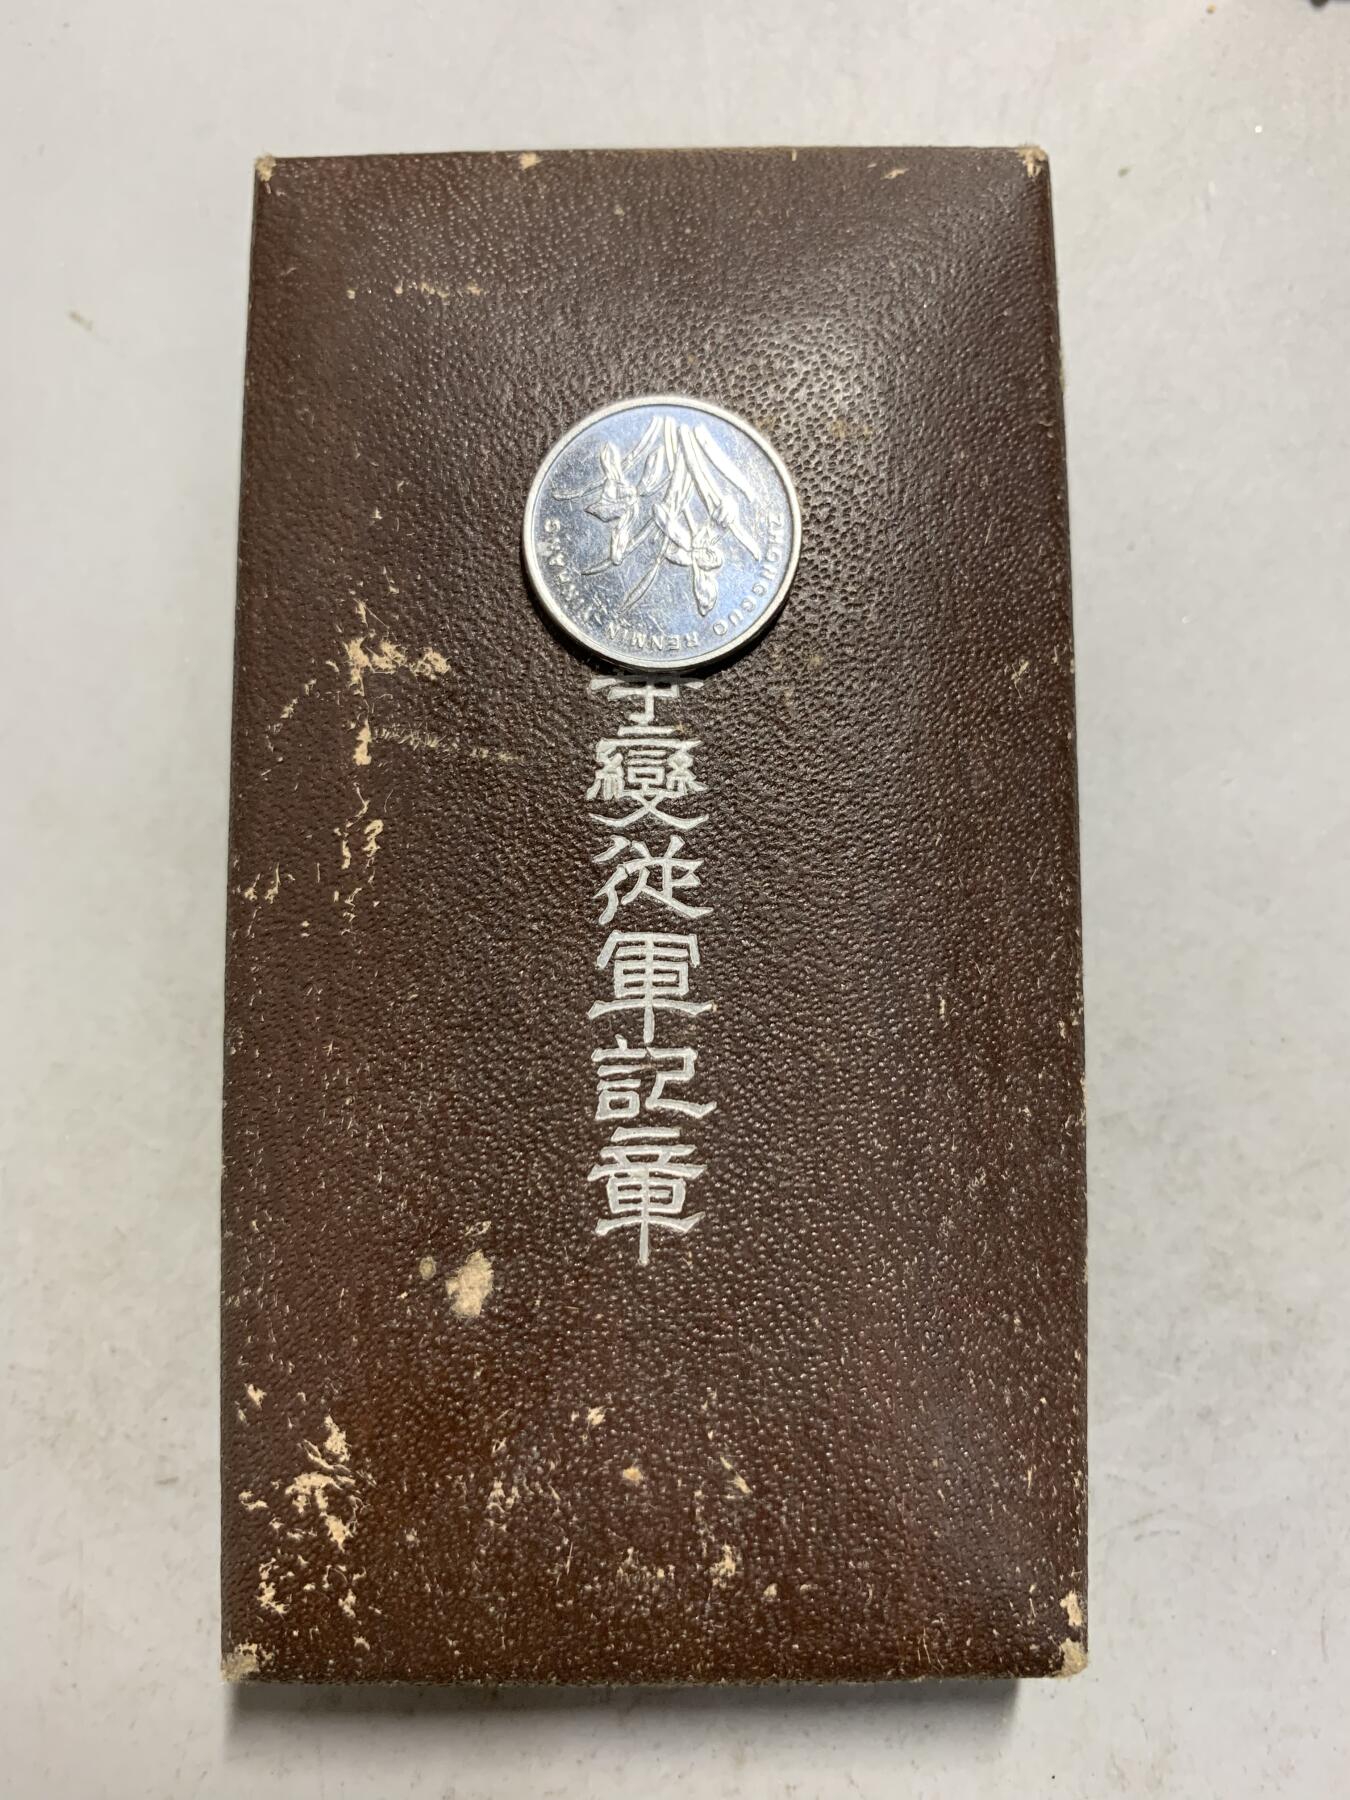 ZHONGGUO RENMIN YINHANG
變從軍記章